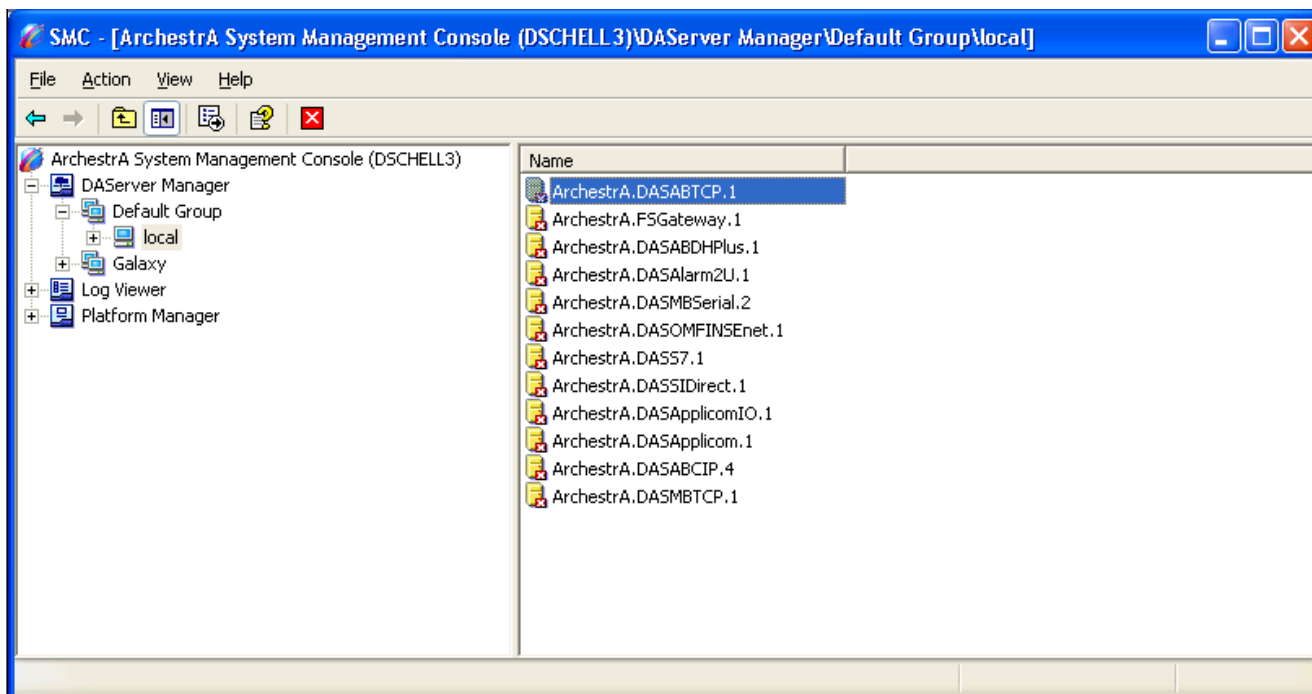 SMC - [ArchestrA System Management Console (DSCHELL3)\DAServer Manager\Default Group\local]
File Action View Help
ArchestrA System Management Console (DSCHELL3)
DAServer Manager
Default Group
local
Galaxy
Log Viewer
Platform Manager
Name
ArchestrA.DASABTCP.1
ArchestrA.FSGateway.1
ArchestrA.DASABDHPlus.1
ArchestrA.DASAlarm2U.1
ArchestrA.DASMBSerial.2
ArchestrA.DASOMFINSEnet.1
ArchestrA.DASS7.1
ArchestrA.DASSIDirect.1
ArchestrA.DASApplicomIO.1
ArchestrA.DASApplicom.1
ArchestrA.DASABCIP.4
ArchestrA.DASMBTCP.1